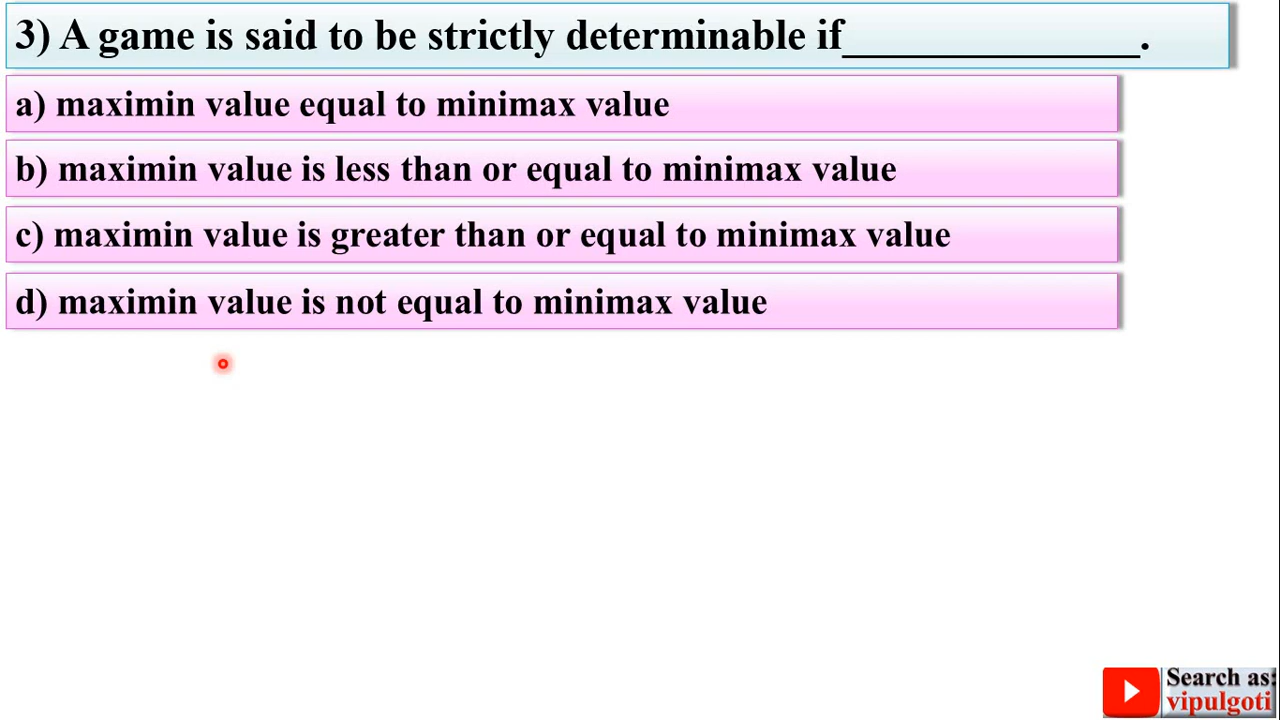 3) A game is said to be strictly determinable if______________.
a) maximin value equal to minimax value
b) maximin value is less than or equal to minimax value
c) maximin value is greater than or equal to minimax value
d) maximin value is not equal to minimax value
Search as:
vipulgoti